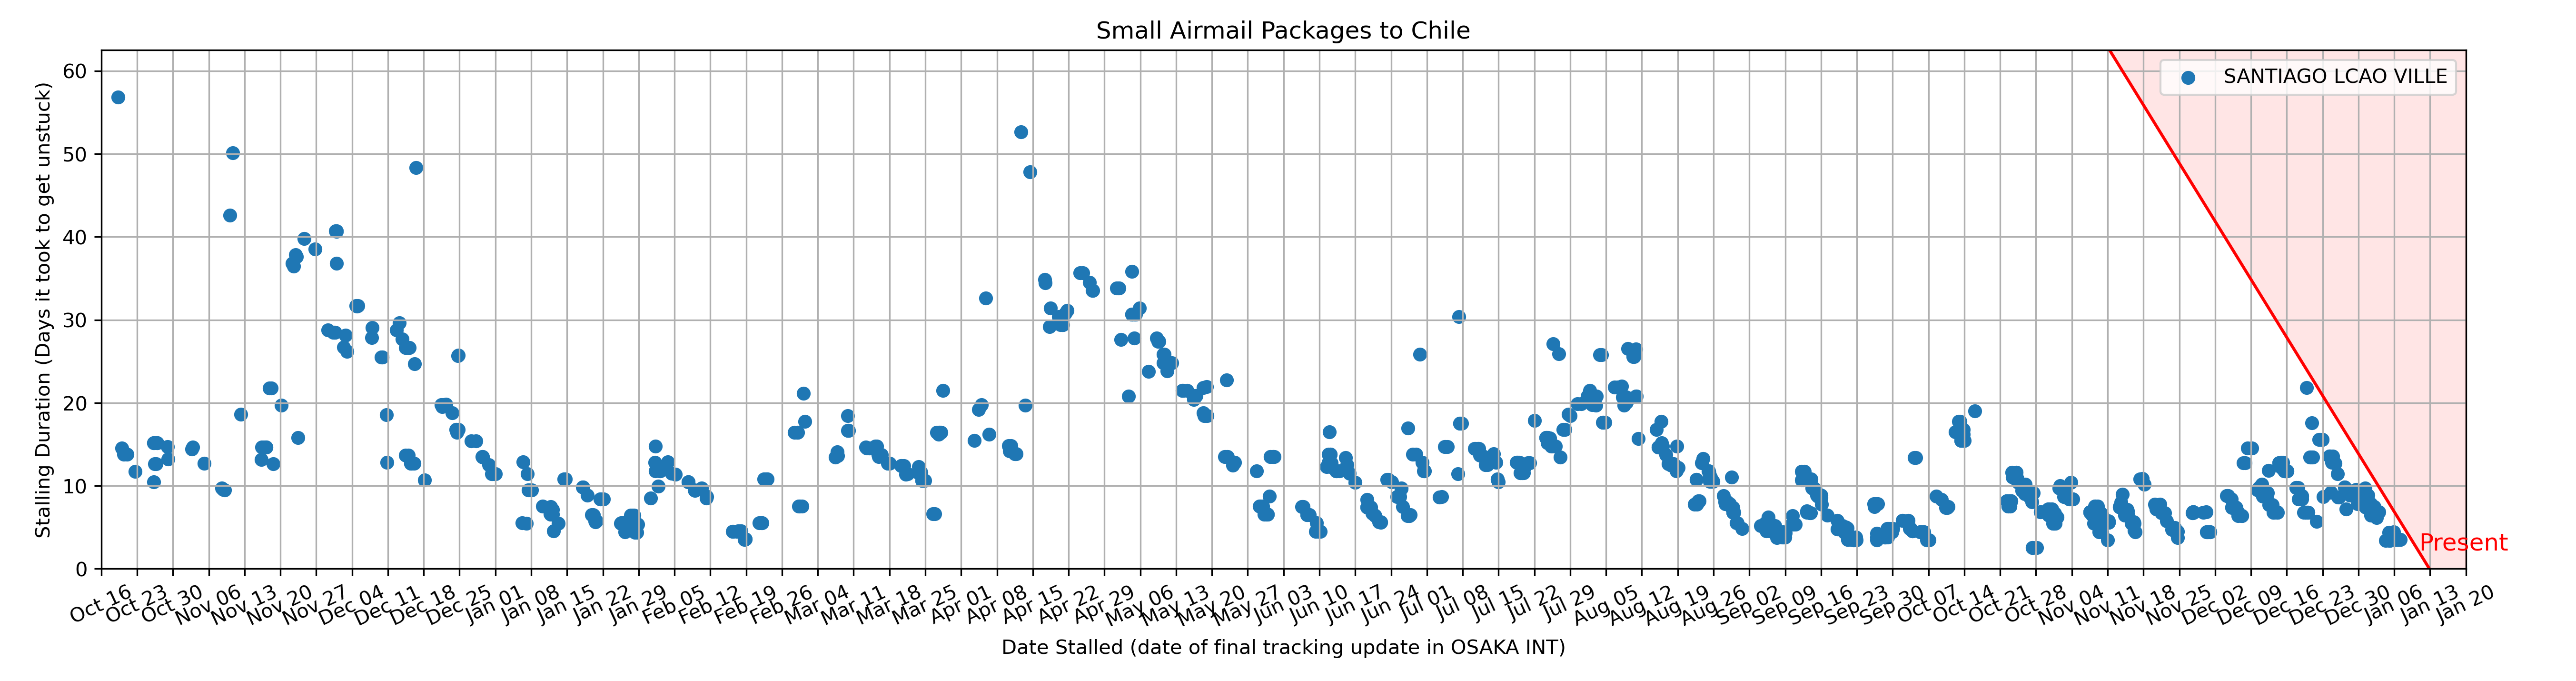 Small Airmail Packages to Chile
SANTIAGO LCAO VILLE
Stalling Duration (Days it took to get unstuck)
60
50
40
30
20
10
0
Present
Oct 16 Oct 23 Oct 30 Nov 06 Nov 13 Nov 20 Nov 27 Dec 04 Dec 11 Dec 18 Dec 25 Jan 01 Jan 08 Jan 15 Jan 22 Jan 29 Feb 05 Feb 12 Feb 19 Feb 26 Mar 04 Mar 11 Mar 18 Mar 25 Apr 01 Apr 08 Apr 15 Apr 22 Apr 29 May 06 May 13 May 20 May 27 Jun 03 Jun 10 Jun 17 Jun 24 Jul 01 Jul 08 Jul 15 Jul 22 Jul 29 Aug 05 Aug 12 Aug 19 Aug 26 Sep 02 Sep 09 Sep 16 Sep 23 Sep 30 Oct 07 Oct 14 Oct 21 Oct 28 Nov 04 Nov 11 Nov 18 Nov 25 Dec 02 Dec 09 Dec 16 Dec 23 Dec 30 Jan 06 Jan 13 Jan 20
Date Stalled (date of final tracking update in OSAKA INT)